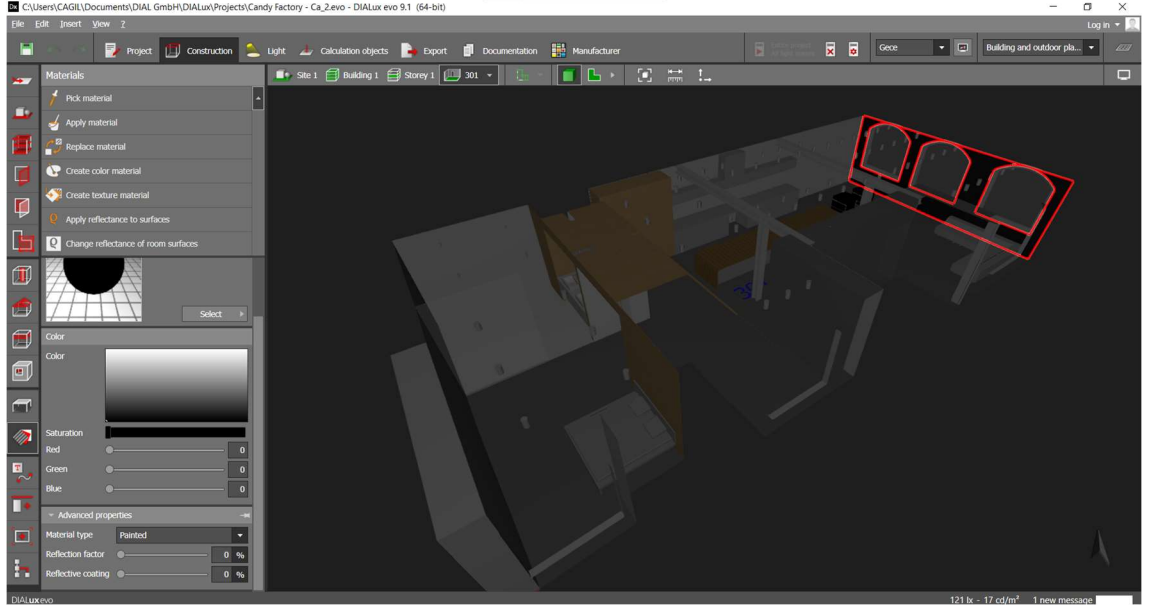 Dx C:\Users\CAGIL\Documents\DIAL GmbH\DIALux\Projects\Candy Factory - Ca_2.evo - DIALux evo 9.1 (64-bit)
File Edit Insert View ?
Log in
Project Construction Light Calculation objects Export Documentation Manufacturer
Gece
Building and outdoor pla...
Materials
Site 1 Building 1 Storey 1 301
Pick material
Apply material
Replace material
Create color material
Create texture material
Apply reflectance to surfaces
Change reflectance of room surfaces
Select
Color
Color
Saturation
Red 0
Green 0
Blue 0
Advanced properties
Material type Painted
Reflection factor 0 %
Reflective coating 0 %
DIALux evo
121 lx - 17 cd/m² 1 new message